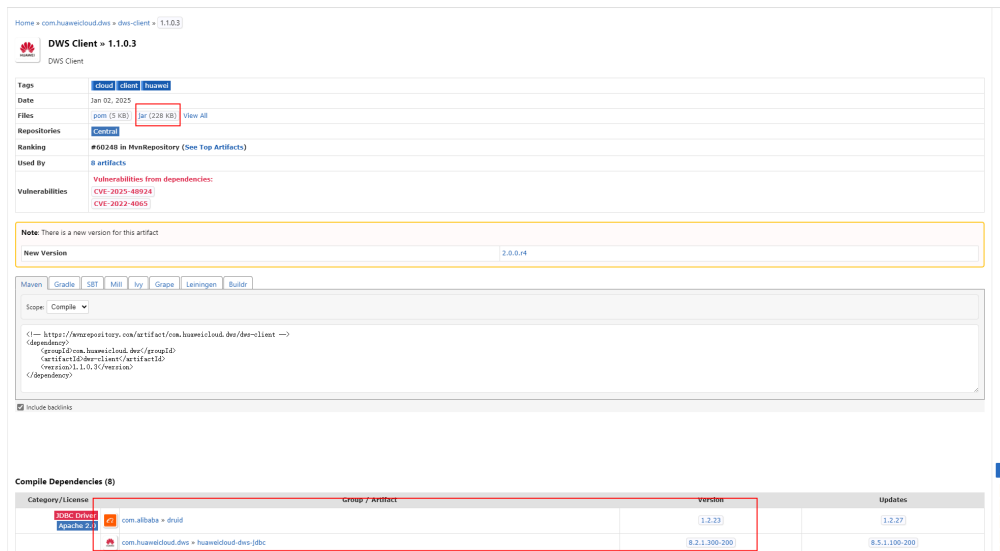 Home » com.huaweicloud.dws » dws-client » 1.1.0.3
HUAWEI
DWS Client » 1.1.0.3
DWS Client
Tags cloud client huawei
Date Jan 02, 2025
Files pom (5 KB) jar (228 KB) View All
Repositories Central
Ranking #60248 in MvnRepository (See Top Artifacts)
Used By 8 artifacts
Vulnerabilities Vulnerabilities from dependencies:
CVE-2025-48924
CVE-2022-4065
Note: There is a new version for this artifact
New Version 2.0.0.r4
Maven Gradle SBT Mill Ivy Grape Leiningen Buildr
Scope: Compile
<!-- https://mvnrepository.com/artifact/com.huaweicloud.dws/dws-client -->
<dependency>
<groupId>com.huaweicloud.dws</groupId>
<artifactId>dws-client</artifactId>
<version>1.1.0.3</version>
</dependency>
Include backlinks
Compile Dependencies (8)
Category/License Group / Artifact Version Updates
JDBC Driver
Apache 2.0 com.alibaba » druid 1.2.23 1.2.27
com.huaweicloud.dws » huaweicloud-dws-jdbc 8.2.1.300-200 8.5.1.100-200